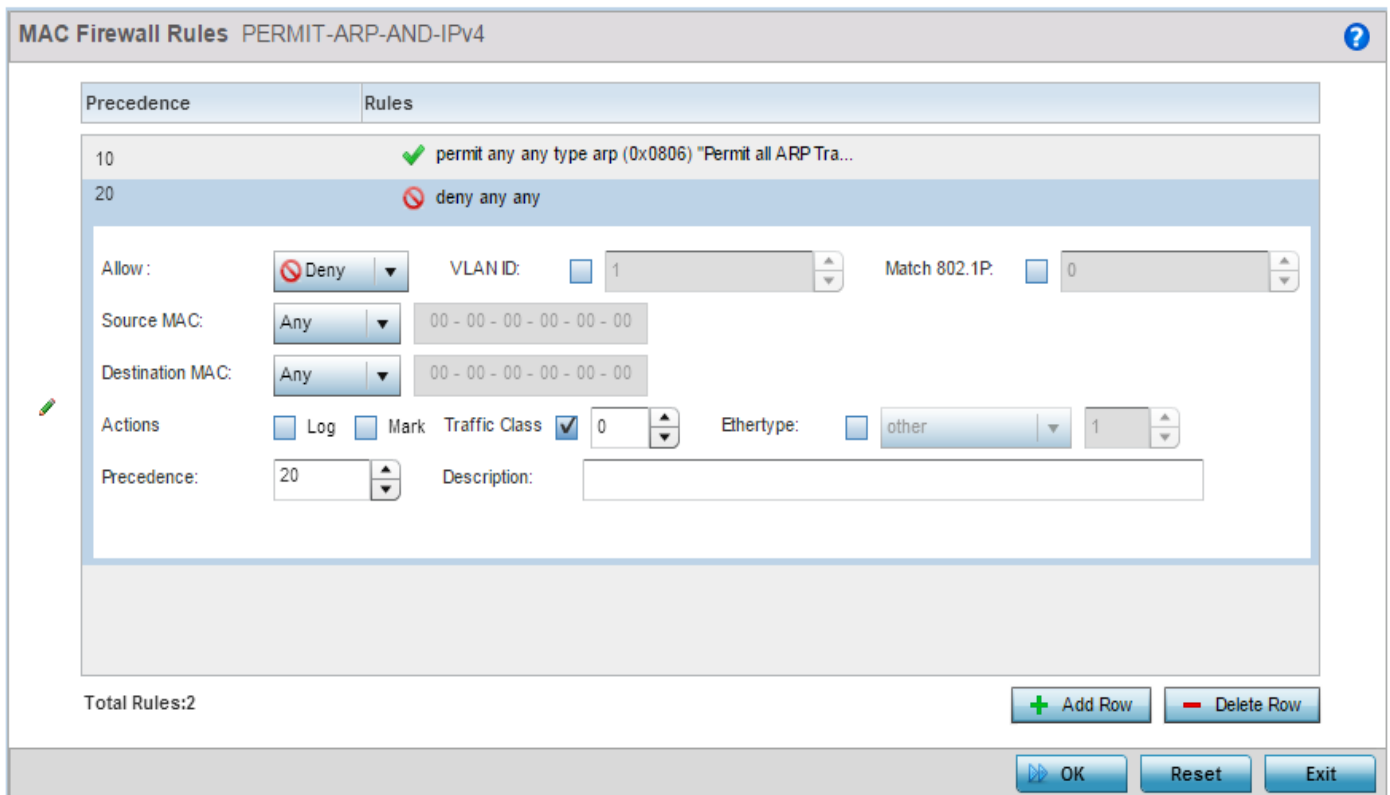 MAC Firewall Rules PERMIT-ARP-AND-IPv4 ?
Precedence Rules
10 permit any any type arp (0x0806) "Permit all ARP Tra...
20 deny any any
Allow : Deny VLAN ID: 1 Match 802.1P: 0
Source MAC: Any 00 - 00 - 00 - 00 - 00 - 00
Destination MAC: Any 00 - 00 - 00 - 00 - 00 - 00
Actions Log Mark Traffic Class 0 Ethertype: other 1
Precedence: 20 Description:
Total Rules:2 Add Row Delete Row
OK Reset Exit